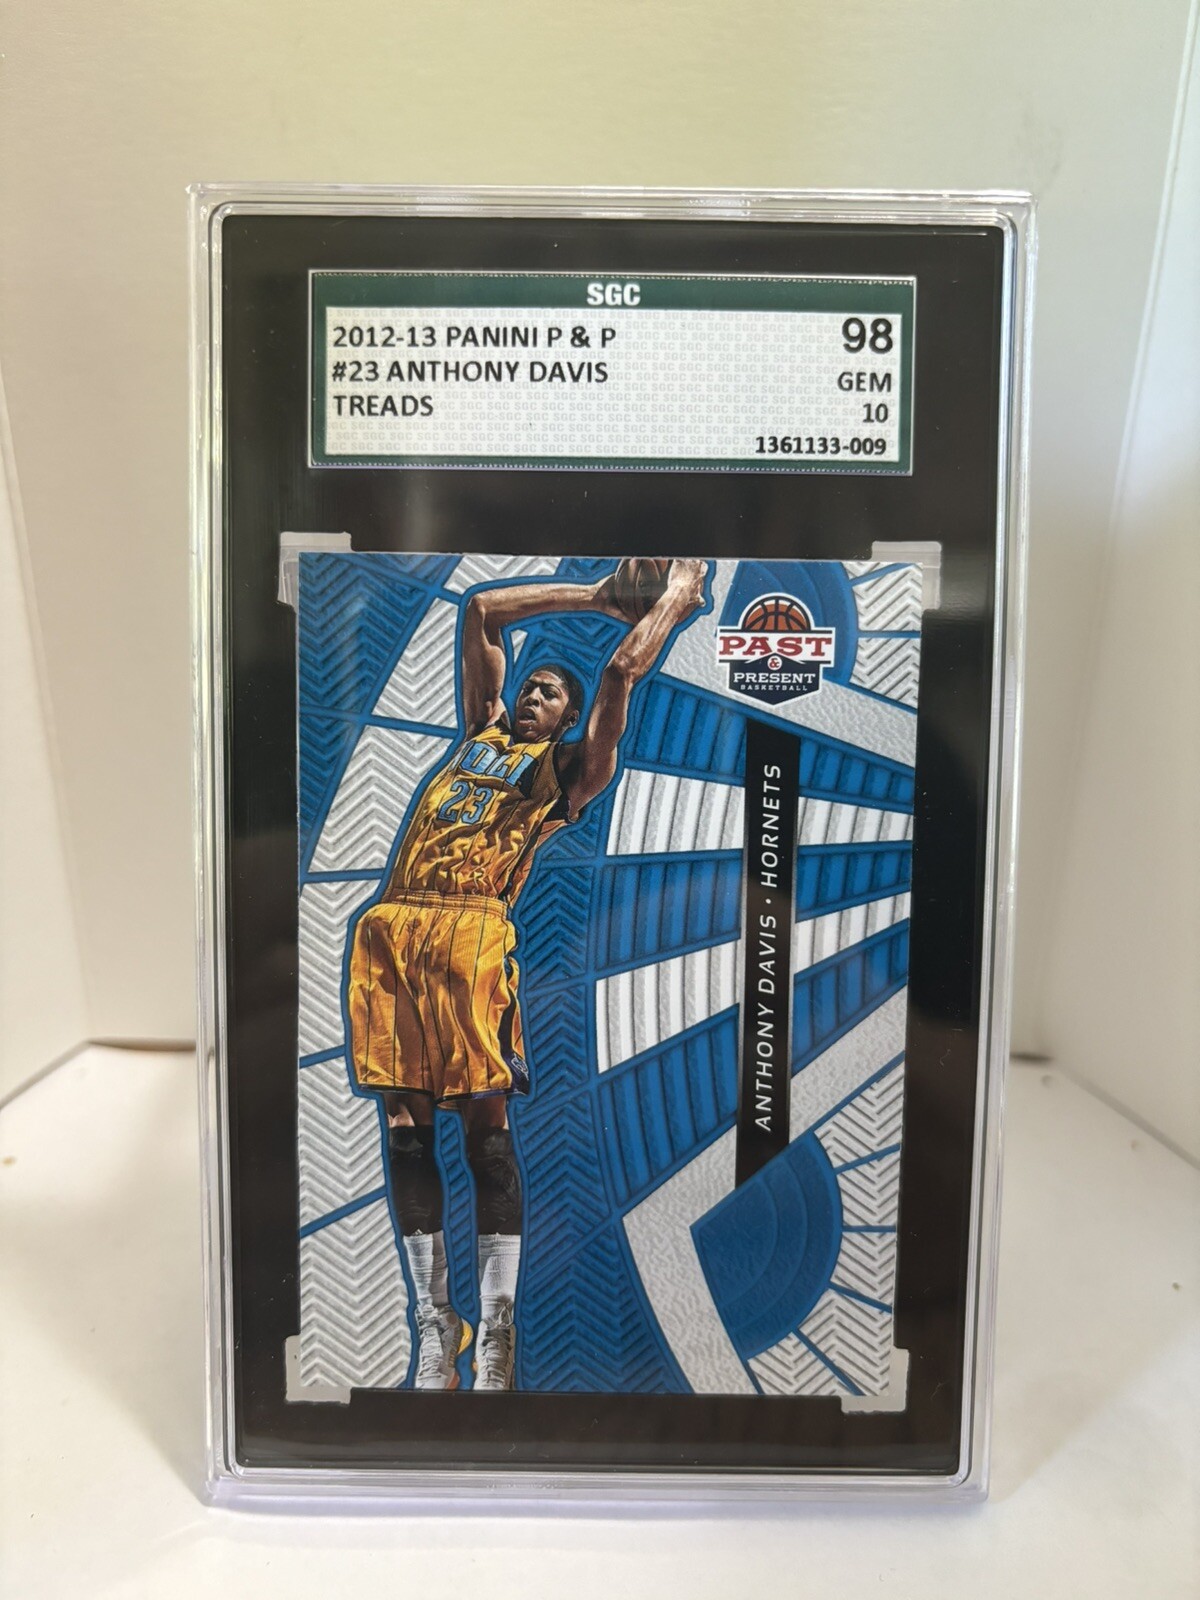 SGC
2012-13 PANINI P & P
#23 ANTHONY DAVIS
TREADS
98
GEM
10
1361133-009
PAST
&
PRESENT
BASKETBALL
23
ANTHONY DAVIS • HORNETS